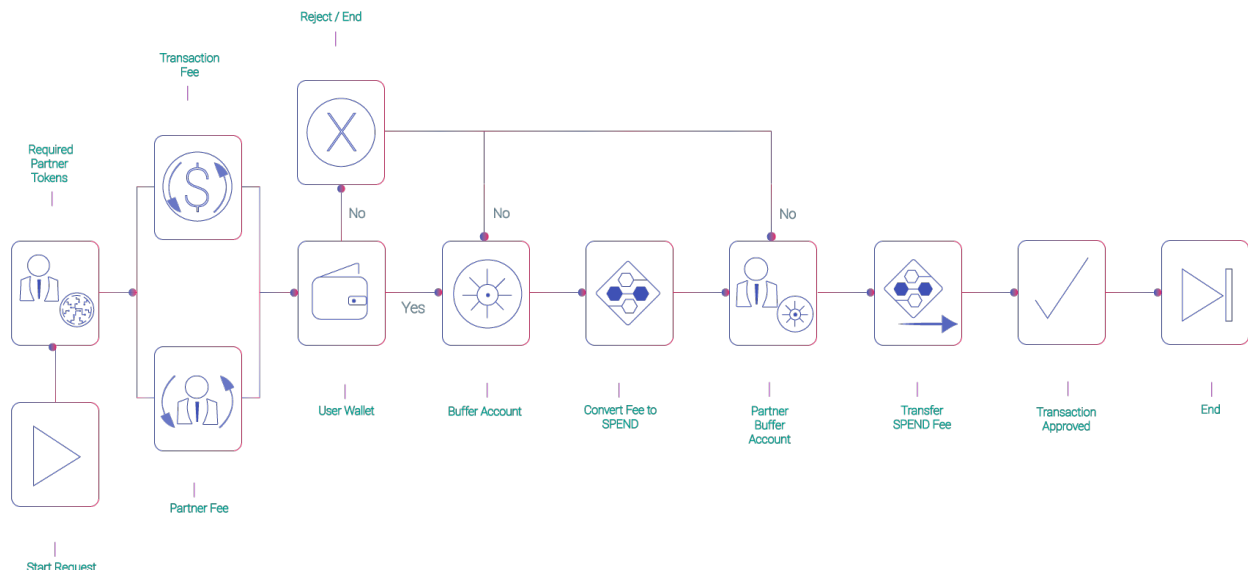 Reject / End
Transaction
Fee
Required
Partner
Tokens
$
X
No
No
No
Yes
User Wallet
Buffer Account
Convert Fee to
SPEND
Partner
Buffer
Account
Transfer
SPEND Fee
Transaction
Approved
End
Partner Fee
Start Request